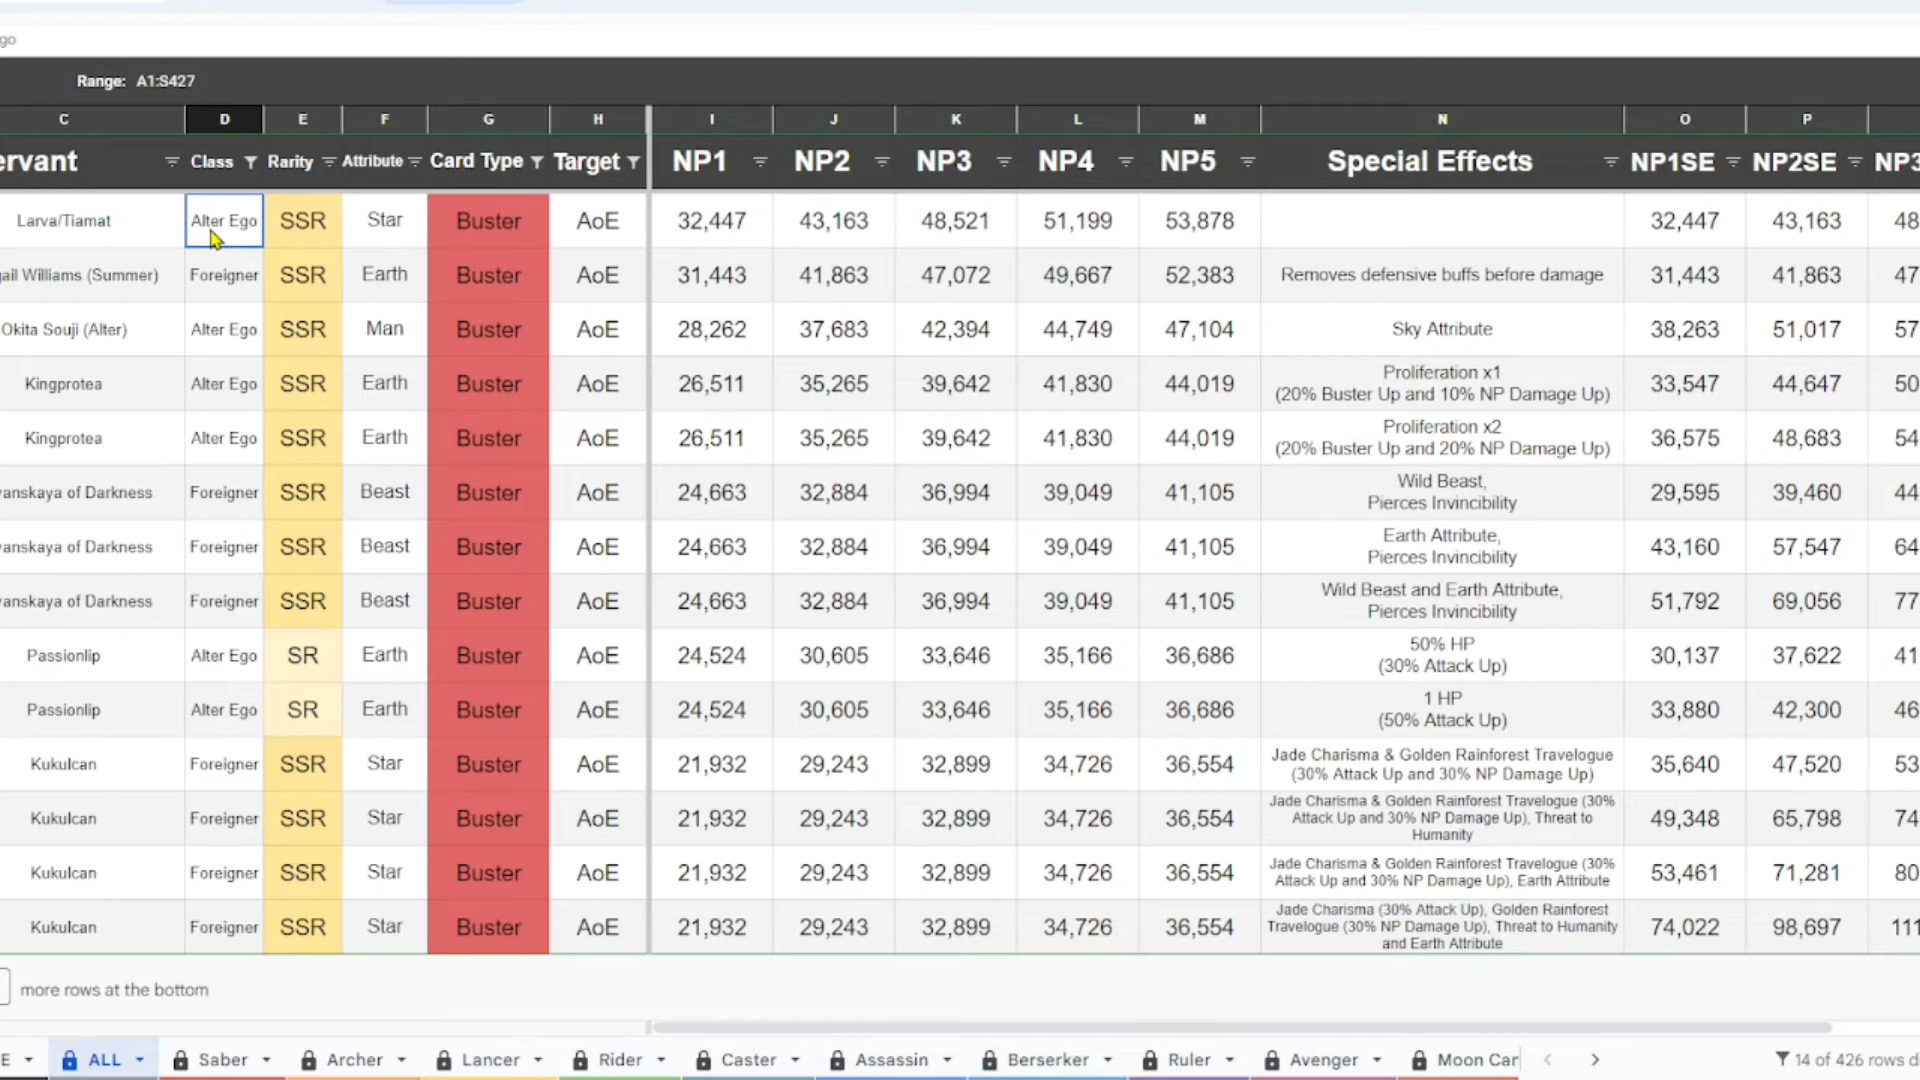 go
Range: A1:S427
C D E F G H I J K L M N O P
ervant Class Rarity Attribute Card Type Target NP1 NP2 NP3 NP4 NP5 Special Effects NP1SE NP2SE NP3
Larva/Tiamat Alter Ego SSR Star Buster AoE 32,447 43,163 48,521 51,199 53,878 32,447 43,163 48
gail Williams (Summer) Foreigner SSR Earth Buster AoE 31,443 41,863 47,072 49,667 52,383 Removes defensive buffs before damage 31,443 41,863 47
Okita Souji (Alter) Alter Ego SSR Man Buster AoE 28,262 37,683 42,394 44,749 47,104 Sky Attribute 38,263 51,017 57
Kingprotea Alter Ego SSR Earth Buster AoE 26,511 35,265 39,642 41,830 44,019 Proliferation x1
(20% Buster Up and 10% NP Damage Up) 33,547 44,647 50
Kingprotea Alter Ego SSR Earth Buster AoE 26,511 35,265 39,642 41,830 44,019 Proliferation x2
(20% Buster Up and 20% NP Damage Up) 36,575 48,683 54
vanskaya of Darkness Foreigner SSR Beast Buster AoE 24,663 32,884 36,994 39,049 41,105 Wild Beast,
Pierces Invincibility 29,595 39,460 44
vanskaya of Darkness Foreigner SSR Beast Buster AoE 24,663 32,884 36,994 39,049 41,105 Earth Attribute,
Pierces Invincibility 43,160 57,547 64
vanskaya of Darkness Foreigner SSR Beast Buster AoE 24,663 32,884 36,994 39,049 41,105 Wild Beast and Earth Attribute,
Pierces Invincibility 51,792 69,056 77
Passionlip Alter Ego SR Earth Buster AoE 24,524 30,605 33,646 35,166 36,686 50% HP
(30% Attack Up) 30,137 37,622 41
Passionlip Alter Ego SR Earth Buster AoE 24,524 30,605 33,646 35,166 36,686 1 HP
(50% Attack Up) 33,880 42,300 46
Kukulcan Foreigner SSR Star Buster AoE 21,932 29,243 32,899 34,726 36,554 Jade Charisma & Golden Rainforest Travelogue
(30% Attack Up and 30% NP Damage Up) 35,640 47,520 53
Kukulcan Foreigner SSR Star Buster AoE 21,932 29,243 32,899 34,726 36,554 Jade Charisma & Golden Rainforest Travelogue (30%
Attack Up and 30% NP Damage Up), Threat to
Humanity 49,348 65,798 74
Kukulcan Foreigner SSR Star Buster AoE 21,932 29,243 32,899 34,726 36,554 Jade Charisma & Golden Rainforest Travelogue (30%
Attack Up and 30% NP Damage Up), Earth Attribute 53,461 71,281 80
Kukulcan Foreigner SSR Star Buster AoE 21,932 29,243 32,899 34,726 36,554 Jade Charisma (30% Attack Up), Golden Rainforest
Travelogue (30% NP Damage Up), Threat to Humanity
and Earth Attribute 74,022 98,697 111
more rows at the bottom
E ALL Saber Archer Lancer Rider Caster Assassin Berserker Ruler Avenger Moon Can 14 of 426 rows d